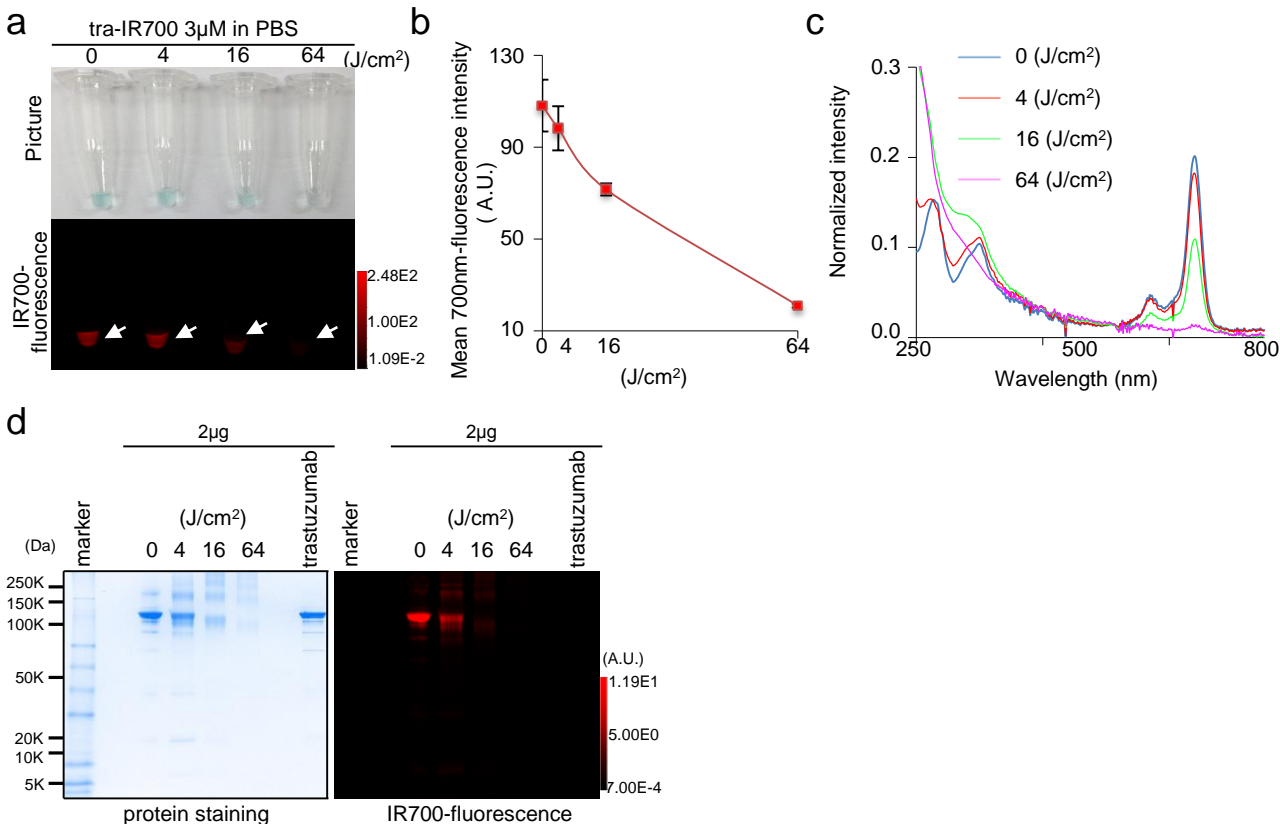 a
tra-IR700 3µM in PBS
0 4 16 64 (J/cm²)
Picture
IR700-
fluorescence
2.48E2
1.00E2
1.09E-2
b
Mean 700nm-fluorescence intensity
( A.U.)
130
90
50
10
0 4 16 64
(J/cm²)
c
Normalized intensity
0.3
0.2
0.1
0.0
250 500 800
Wavelength (nm)
0 (J/cm²)
4 (J/cm²)
16 (J/cm²)
64 (J/cm²)
d
2µg
2µg
(J/cm²)
(J/cm²)
(Da) marker 0 4 16 64 trastuzumab
marker 0 4 16 64 trastuzumab
250K
150K
100K
50K
20K
10K
5K
(A.U.)
1.19E1
5.00E0
7.00E-4
protein staining
IR700-fluorescence